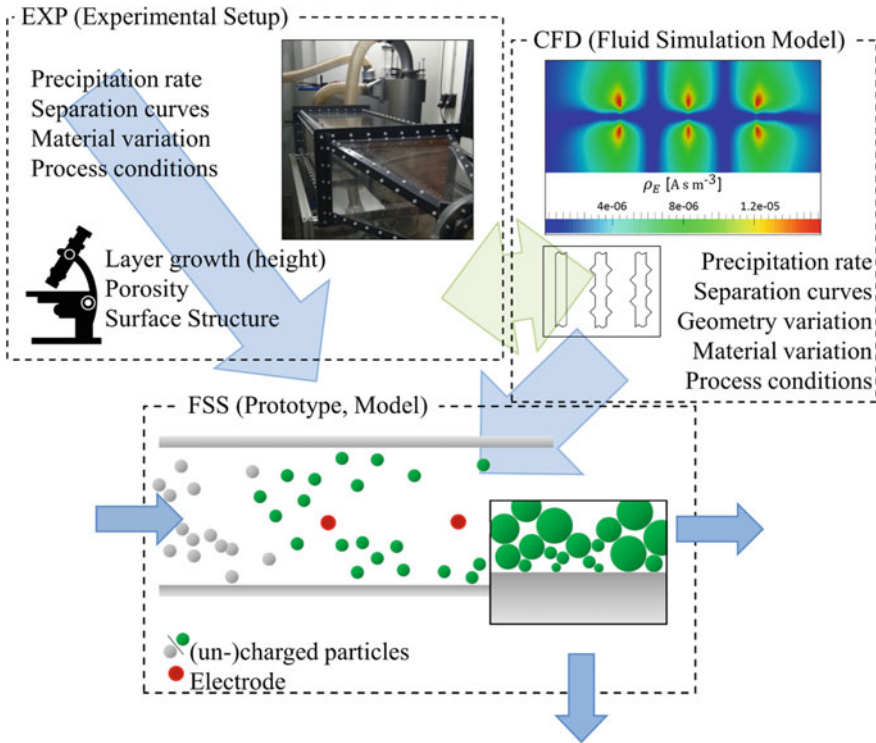 EXP (Experimental Setup)
Precipitation rate
Separation curves
Material variation
Process conditions
Layer growth (height)
Porosity
Surface Structure
CFD (Fluid Simulation Model)
ρ_E [A s m⁻³]
4e-06 8e-06 1.2e-05
Precipitation rate
Separation curves
Geometry variation
Material variation
Process conditions
FSS (Prototype, Model)
(un-)charged particles
Electrode